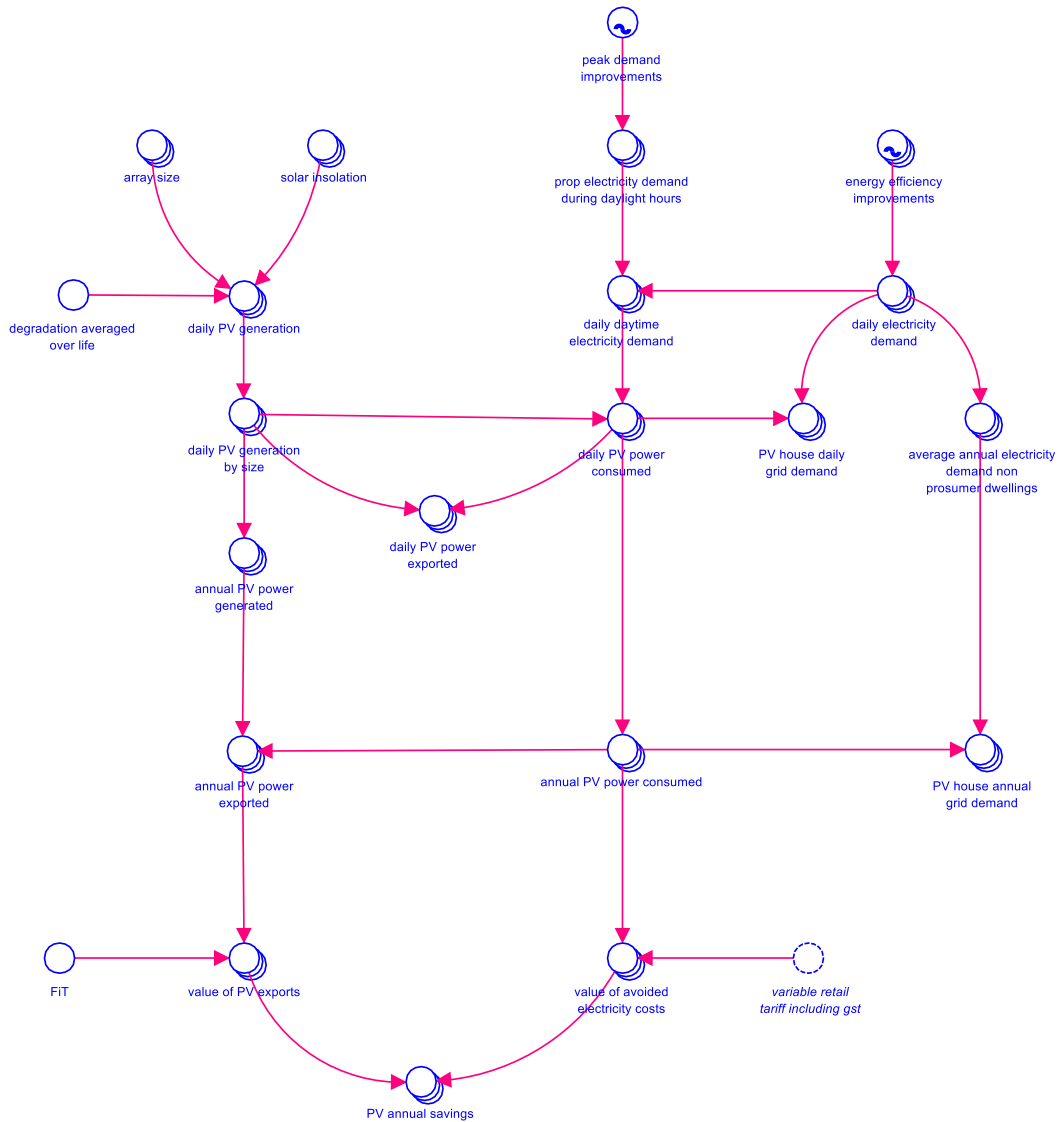 peak demand
improvements
array size
solar insolation
prop electricity demand
during daylight hours
energy efficiency
improvements
degradation averaged
over life
daily PV generation
daily daytime
electricity demand
daily electricity
demand
daily PV generation
by size
daily PV power
consumed
PV house daily
grid demand
average annual electricity
demand non
prosumer dwellings
daily PV power
exported
annual PV power
generated
annual PV power
exported
annual PV power consumed
PV house annual
grid demand
FiT
value of PV exports
value of avoided
electricity costs
variable retail
tariff including gst
PV annual savings